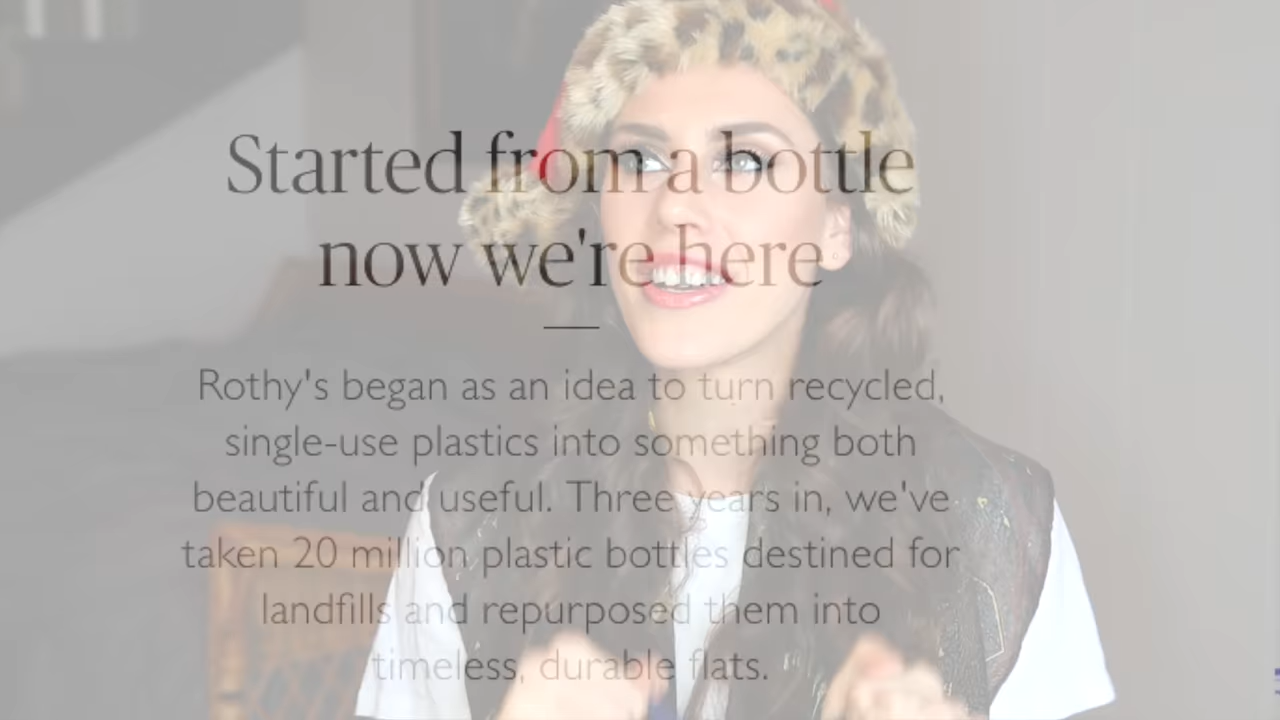 Started from a bottle
now we're here
Rothy's began as an idea to turn recycled,
single-use plastics into something both
beautiful and useful. Three years in, we've
taken 20 million plastic bottles destined for
landfills and repurposed them into
timeless, durable flats.